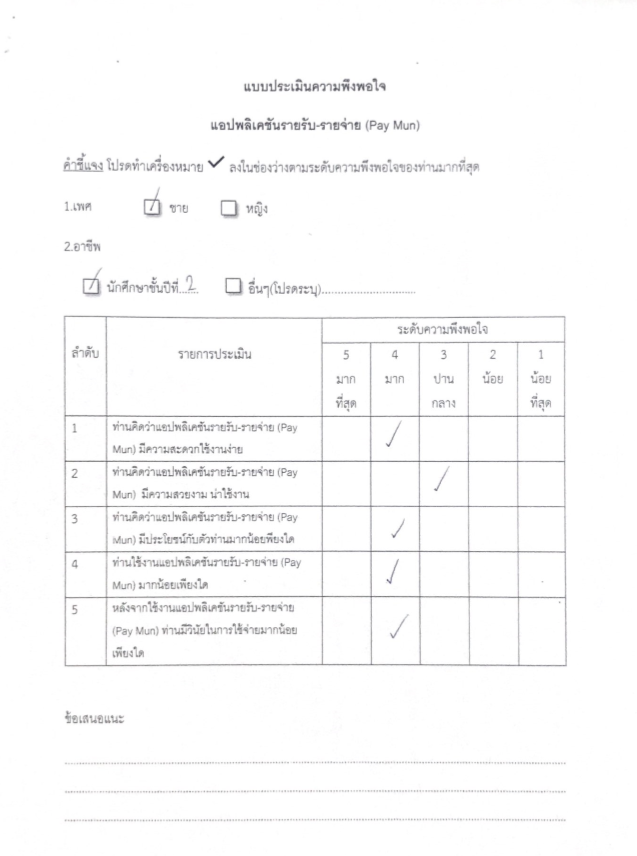 แบบประเมินความพึงพอใจ
แอปพลิเคชันรายรับ-รายจ่าย (Pay Mun)
คำชี้แจง โปรดทำเครื่องหมาย ✓ ลงในช่องว่างตามระดับความพึงพอใจของท่านมากที่สุด
1.เพศ ☑ ชาย ☐ หญิง
2.อาชีพ
☑ นักศึกษาชั้นปีที่...2.... ☐ อื่นๆ(โปรดระบุ).............................
ลำดับ รายการประเมิน ระดับความพึงพอใจ
5 4 3 2 1
มาก มาก ปาน น้อย น้อย
ที่สุด กลาง ที่สุด
1 ท่านคิดว่าแอปพลิเคชันรายรับ-รายจ่าย (Pay
Mun) มีความสะดวกใช้งานง่าย ✓
2 ท่านคิดว่าแอปพลิเคชันรายรับ-รายจ่าย (Pay
Mun) มีความสวยงาม น่าใช้งาน ✓
3 ท่านคิดว่าแอปพลิเคชันรายรับ-รายจ่าย (Pay
Mun) มีประโยชน์กับตัวท่านมากน้อยพียงใด ✓
4 ท่านใช้งานแอปพลิเคชันรายรับ-รายจ่าย (Pay
Mun) มากน้อยเพียงใด ✓
5 หลังจากใช้งานแอปพลิเคชันรายรับ-รายจ่าย
(Pay Mun) ท่านมีวินัยในการใช้จ่ายมากน้อย ✓
เพียงใด
ข้อเสนอแนะ